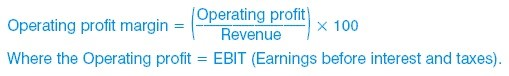 Operating profit margin = (Operating profit / Revenue) × 100
Where the Operating profit = EBIT (Earnings before interest and taxes).